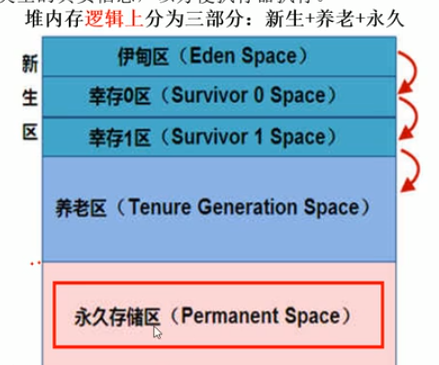 堆内存逻辑上分为三部分：新生+养老+永久
新生区
伊甸区（Eden Space）
幸存0区（Survivor 0 Space）
幸存1区（Survivor 1 Space）
养老区（Tenure Generation Space）
永久存储区（Permanent Space）